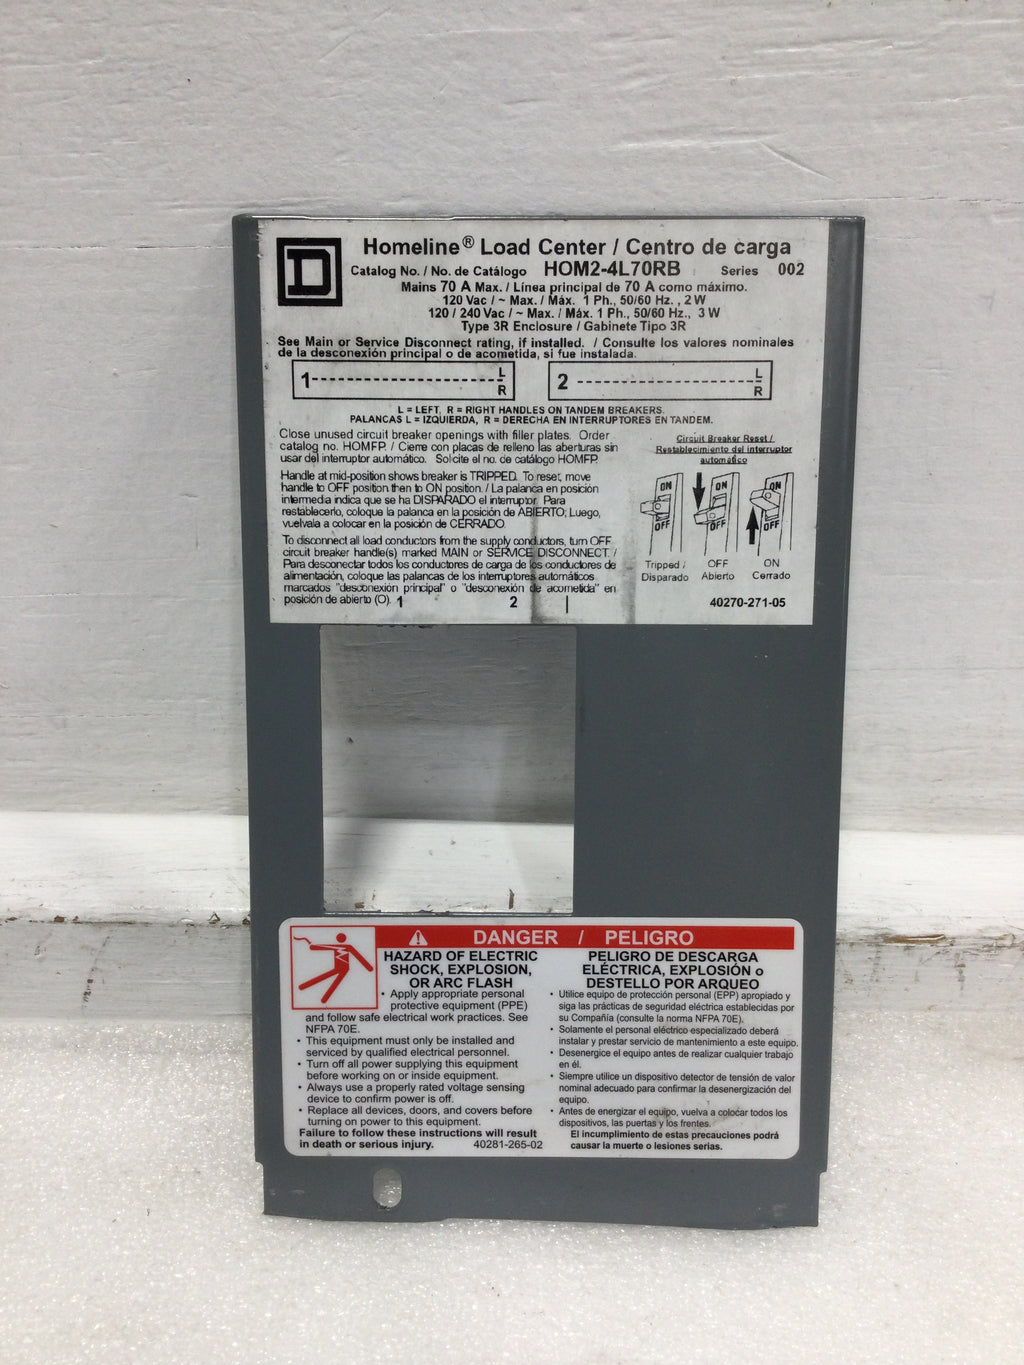 D
Homeline® Load Center / Centro de carga
Catalog No. / No. de Catálogo HOM2-4L70RB Series 002
Mains 70 A Max. / Línea principal de 70 A como máximo.
120 Vac / ~ Max. / Máx. 1 Ph., 50/60 Hz. , 2 W
120 / 240 Vac / ~ Max. / Máx. 1 Ph., 50/60 Hz., 3 W
Type 3R Enclosure / Gabinete Tipo 3R
See Main or Service Disconnect rating, if installed. / Consulte los valores nominales
de la desconexión principal o de acometida, si fue instalada.
1 L R
2 L R
L = LEFT, R = RIGHT HANDLES ON TANDEM BREAKERS.
PALANCAS L = IZQUIERDA, R = DERECHA EN INTERRUPTORES EN TANDEM.
Close unused circuit breaker openings with filler plates. Order
catalog no. HOMFP. / Cierre con placas de relleno las aberturas sin
usar del interruptor automático. Solicite el no. de catálogo HOMFP.
Handle at mid-position shows breaker is TRIPPED. To reset, move
handle to OFF position then to ON position. / La palanca en posición
intermedia indica que se ha DISPARADO el interruptor. Para
restablecerlo, coloque la palanca en la posición de ABIERTO; Luego,
vuelvala a colocar en la posición de CERRADO.
To disconnect all load conductors from the supply conductors, turn OFF
circuit breaker handle(s) marked MAIN or SERVICE DISCONNECT. /
Para desconectar todos los conductores de carga de los conductores de
alimentación, coloque las palancas de los interruptores automáticos
marcados "desconexión principal" o "desconexión de acometida" en
posición de abierto (O). 1 2
Circuit Breaker Reset /
Restablecimiento del interruptor
automático
ON ON ON
OFF OFF OFF
Tripped / OFF ON
Disparado Abierto Cerrado
40270-271-05
DANGER / PELIGRO
HAZARD OF ELECTRIC
SHOCK, EXPLOSION,
OR ARC FLASH
• Apply appropriate personal
protective equipment (PPE)
and follow safe electrical work practices. See
NFPA 70E.
• This equipment must only be installed and
serviced by qualified electrical personnel.
• Turn off all power supplying this equipment
before working on or inside equipment.
• Always use a properly rated voltage sensing
device to confirm power is off.
• Replace all devices, doors, and covers before
turning on power to this equipment.
Failure to follow these instructions will result
in death or serious injury. 40281-265-02
PELIGRO DE DESCARGA
ELÉCTRICA, EXPLOSIÓN o
DESTELLO POR ARQUEO
• Utilice equipo de protección personal (EPP) apropiado y
siga las prácticas de seguridad eléctrica establecidas por
su Compañía (consulte la norma NFPA 70E).
• Solamente el personal eléctrico especializado deberá
instalar y prestar servicio de mantenimiento a este equipo.
• Desenergice el equipo antes de realizar cualquier trabajo
en él.
• Siempre utilice un dispositivo detector de tensión de valor
nominal adecuado para confirmar la desenergización del
equipo.
• Antes de energizar el equipo, vuelva a colocar todos los
dispositivos, las puertas y los frentes.
El incumplimiento de estas precauciones podrá
causar la muerte o lesiones serias.